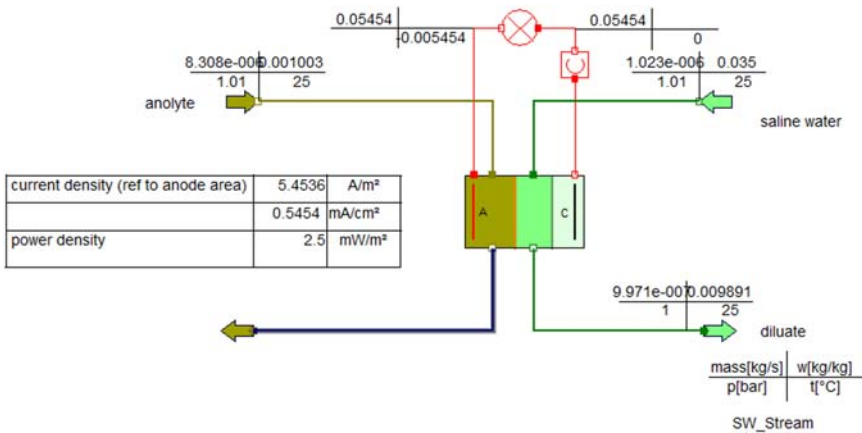 0.05454
-0.005454
0.05454
0
8.308e-006 0.001003
1.01 25
anolyte
1.023e-006 0.035
1.01 25
saline water
current density (ref to anode area) 5.4536 A/m²
0.5454 mA/cm²
power density 2.5 mW/m²
A
C
9.971e-007 0.009891
1 25
diluate
mass[kg/s] w[kg/kg]
p[bar] t[°C]
SW_Stream